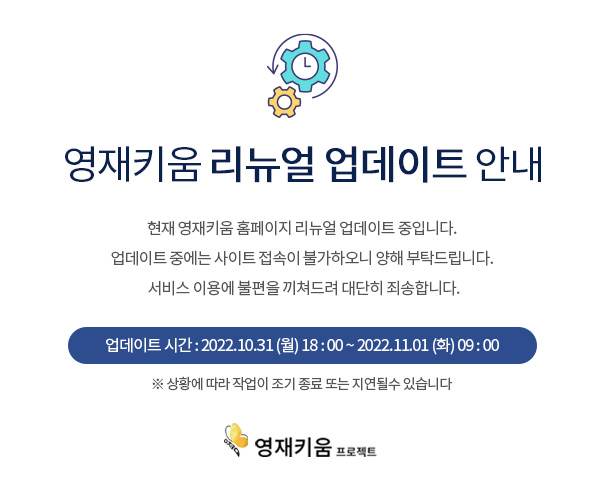 영재키움 리뉴얼 업데이트 안내
현재 영재키움 홈페이지 리뉴얼 업데이트 중입니다.
업데이트 중에는 사이트 접속이 불가하오니 양해 부탁드립니다.
서비스 이용에 불편을 끼쳐드려 대단히 죄송합니다.
업데이트 시간 : 2022.10.31 (월) 18 : 00 ~ 2022.11.01 (화) 09 : 00
※ 상황에 따라 작업이 조기 종료 또는 지연될수 있습니다
영재키움 프로젝트